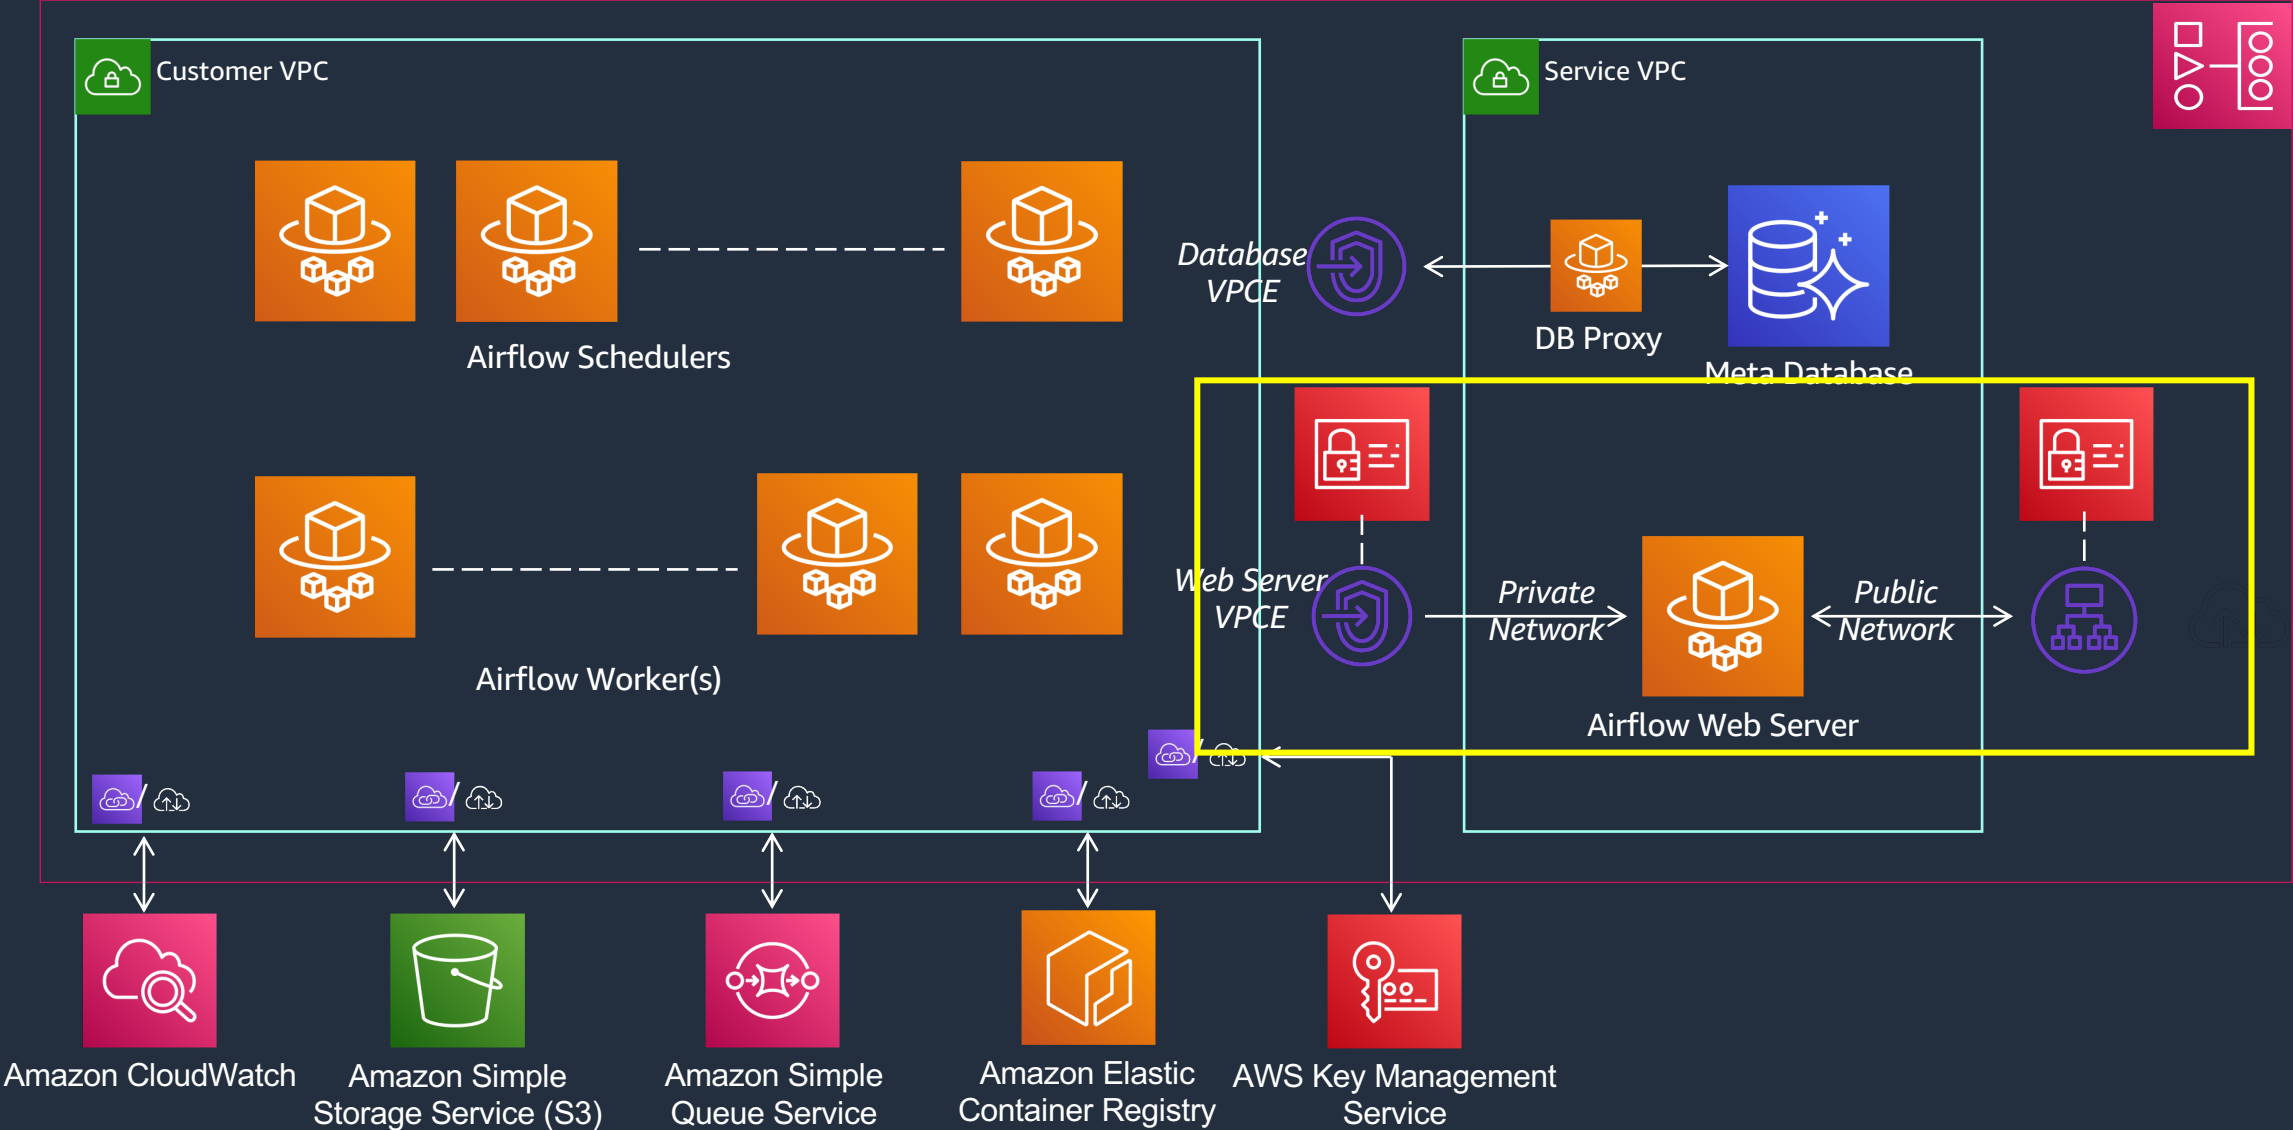 Customer VPC
Service VPC
Database
VPCE
DB Proxy
Airflow Schedulers
Meta Database
Web Server
VPCE
Private
Network
Public
Network
Airflow Worker(s)
Airflow Web Server
/
/
/
/
/
Amazon CloudWatch
Amazon Simple
Storage Service (S3)
Amazon Simple
Queue Service
Amazon Elastic
Container Registry
AWS Key Management
Service